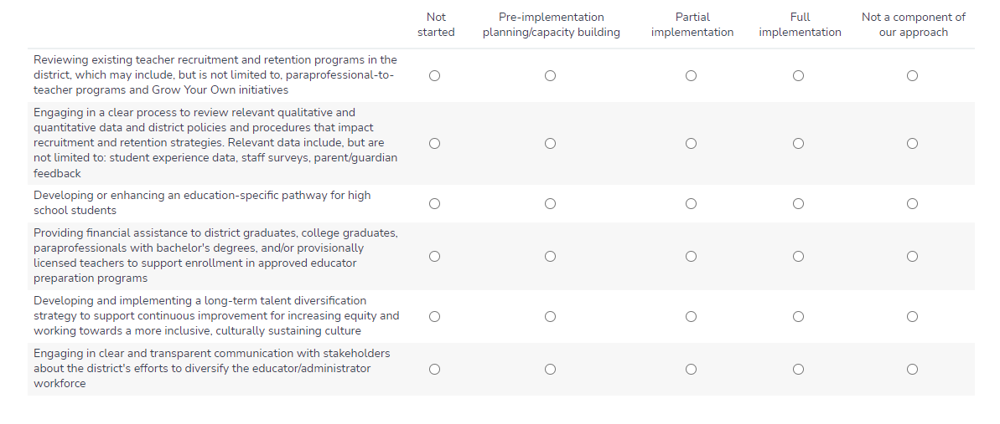 Not started
Pre-implementation planning/capacity building
Partial implementation
Full implementation
Not a component of our approach
Reviewing existing teacher recruitment and retention programs in the
district, which may include, but is not limited to, paraprofessional-to-
teacher programs and Grow Your Own initiatives
Engaging in a clear process to review relevant qualitative and
quantitative data and district policies and procedures that impact
recruitment and retention strategies. Relevant data include, but are
not limited to: student experience data, staff surveys, parent/guardian
feedback
Developing or enhancing an education-specific pathway for high
school students
Providing financial assistance to district graduates, college graduates,
paraprofessionals with bachelor's degrees, and/or provisionally
licensed teachers to support enrollment in approved educator
preparation programs
Developing and implementing a long-term talent diversification
strategy to support continuous improvement for increasing equity and
working towards a more inclusive, culturally sustaining culture
Engaging in clear and transparent communication with stakeholders
about the district's efforts to diversify the educator/administrator
workforce